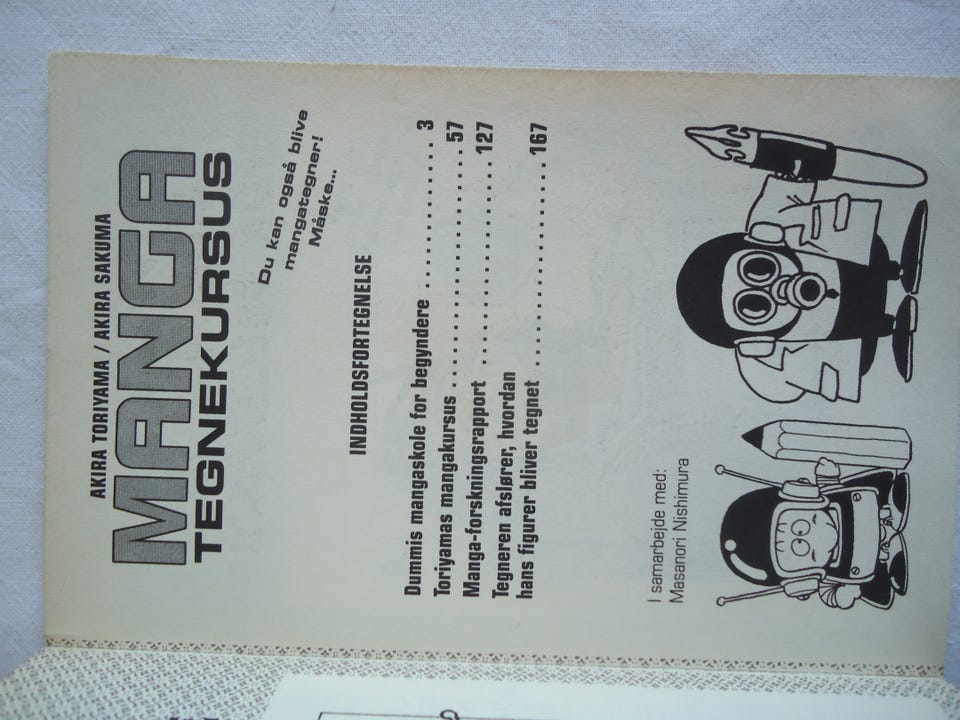 AKIRA TORIYAMA / AKIRA SAKUMA
MANGA
TEGNEKURSUS
Du kan også blive
mangategner!
Måske...
INDHOLDSFORTEGNELSE
Dummis mangaskole for begyndere . . . . . . . . . . . . . 3
Toriyamas mangakursus . . . . . . . . . . . . . . . . . . . . . 57
Manga-forskningsrapport . . . . . . . . . . . . . . . . . . 127
Tegneren afslører, hvordan
hans figurer bliver tegnet . . . . . . . . . . . . . . . . . . 167
I samarbejde med:
Masanori Nishimura